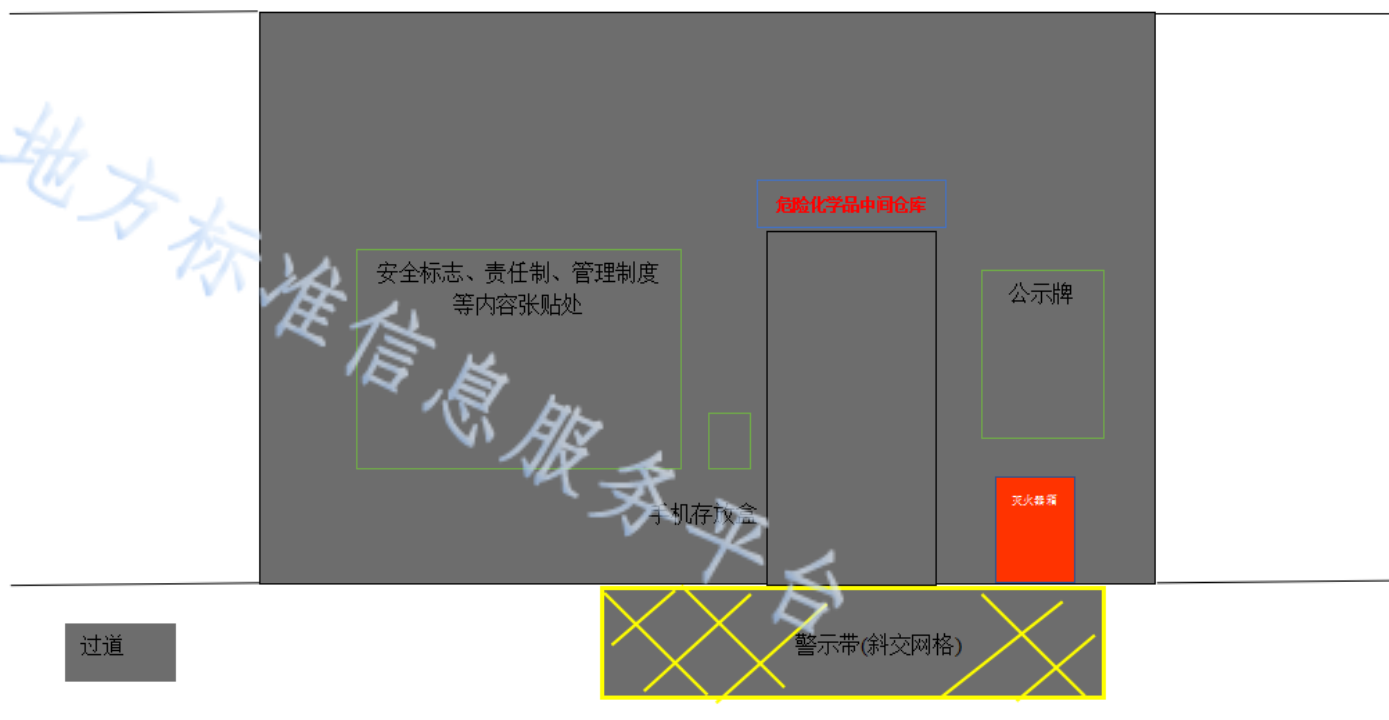 危险化学品中间仓库
安全标志、责任制、管理制度
等内容张贴处
公示牌
灭火器箱
手机存放盒
过道
警示带(斜交网格)
地方标准信息服务平台